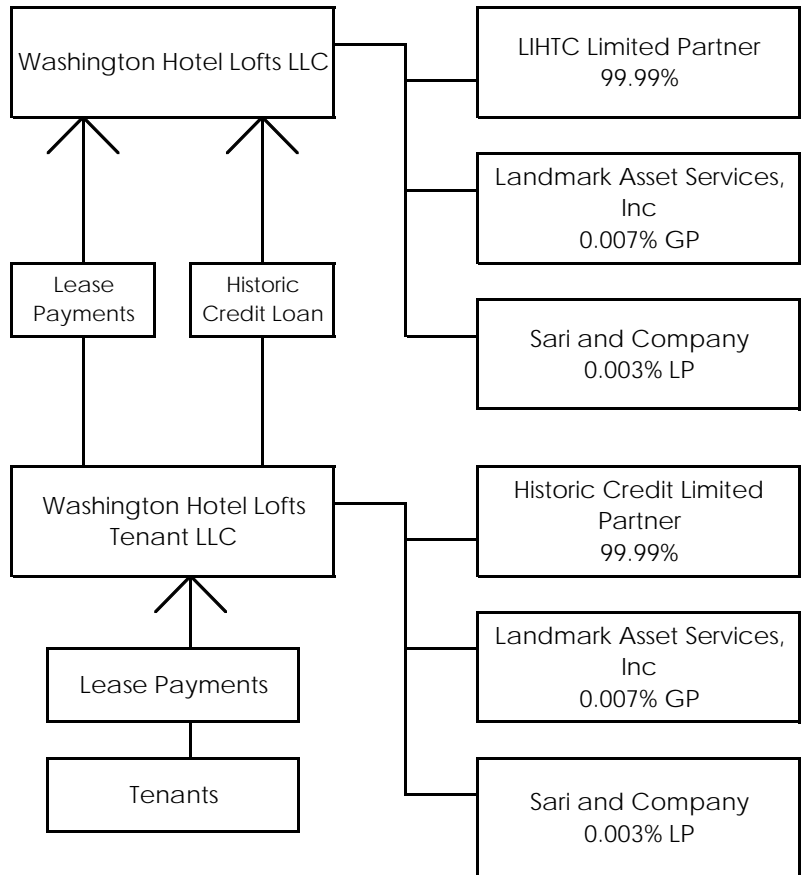 Washington Hotel Lofts LLC
LIHTC Limited Partner
99.99%
Landmark Asset Services,
Inc
0.007% GP
Lease
Payments
Historic
Credit Loan
Sari and Company
0.003% LP
Washington Hotel Lofts
Tenant LLC
Historic Credit Limited
Partner
99.99%
Landmark Asset Services,
Inc
0.007% GP
Lease Payments
Tenants
Sari and Company
0.003% LP